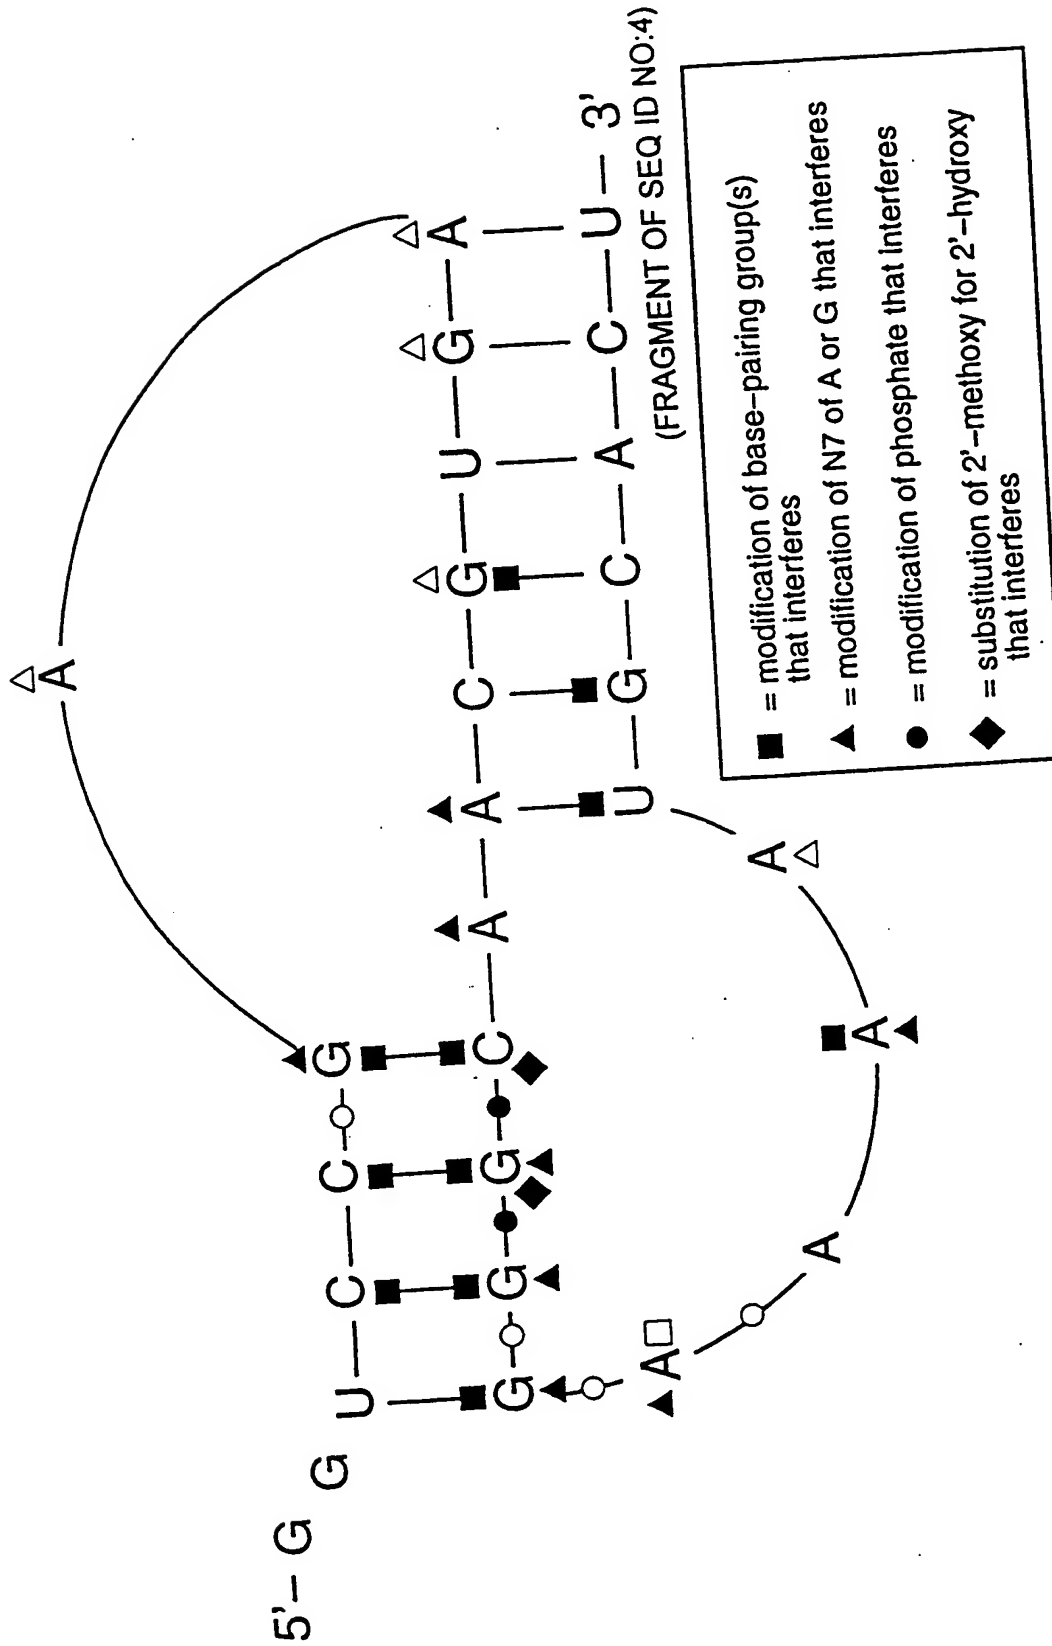 A
5'–G G U–C–C–G
G–G–G–C–A–A–C–G–U–G–A
U–G–C–A–C–U–3'
A A A A
(FRAGMENT OF SEQ ID NO:4)
■ = modification of base–pairing group(s)
that interferes
▲ = modification of N7 of A or G that interferes
● = modification of phosphate that interferes
◆ = substitution of 2'–methoxy for 2'–hydroxy
that interferes